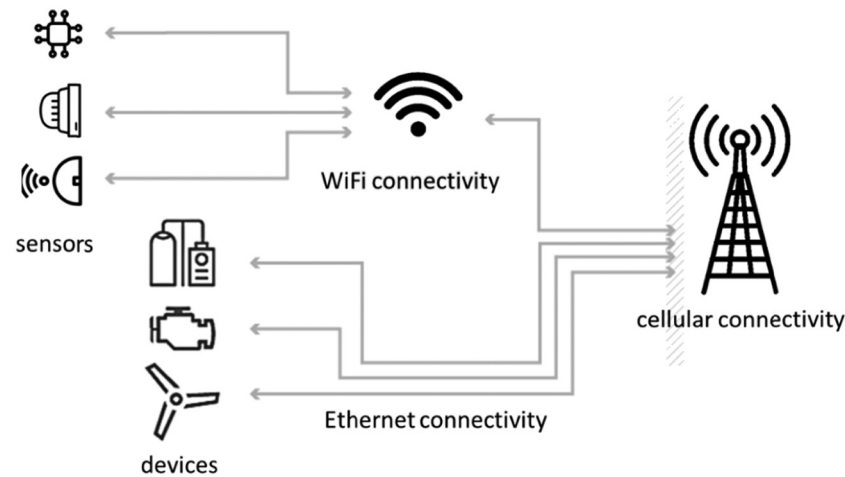 WiFi connectivity
sensors
cellular connectivity
Ethernet connectivity
devices